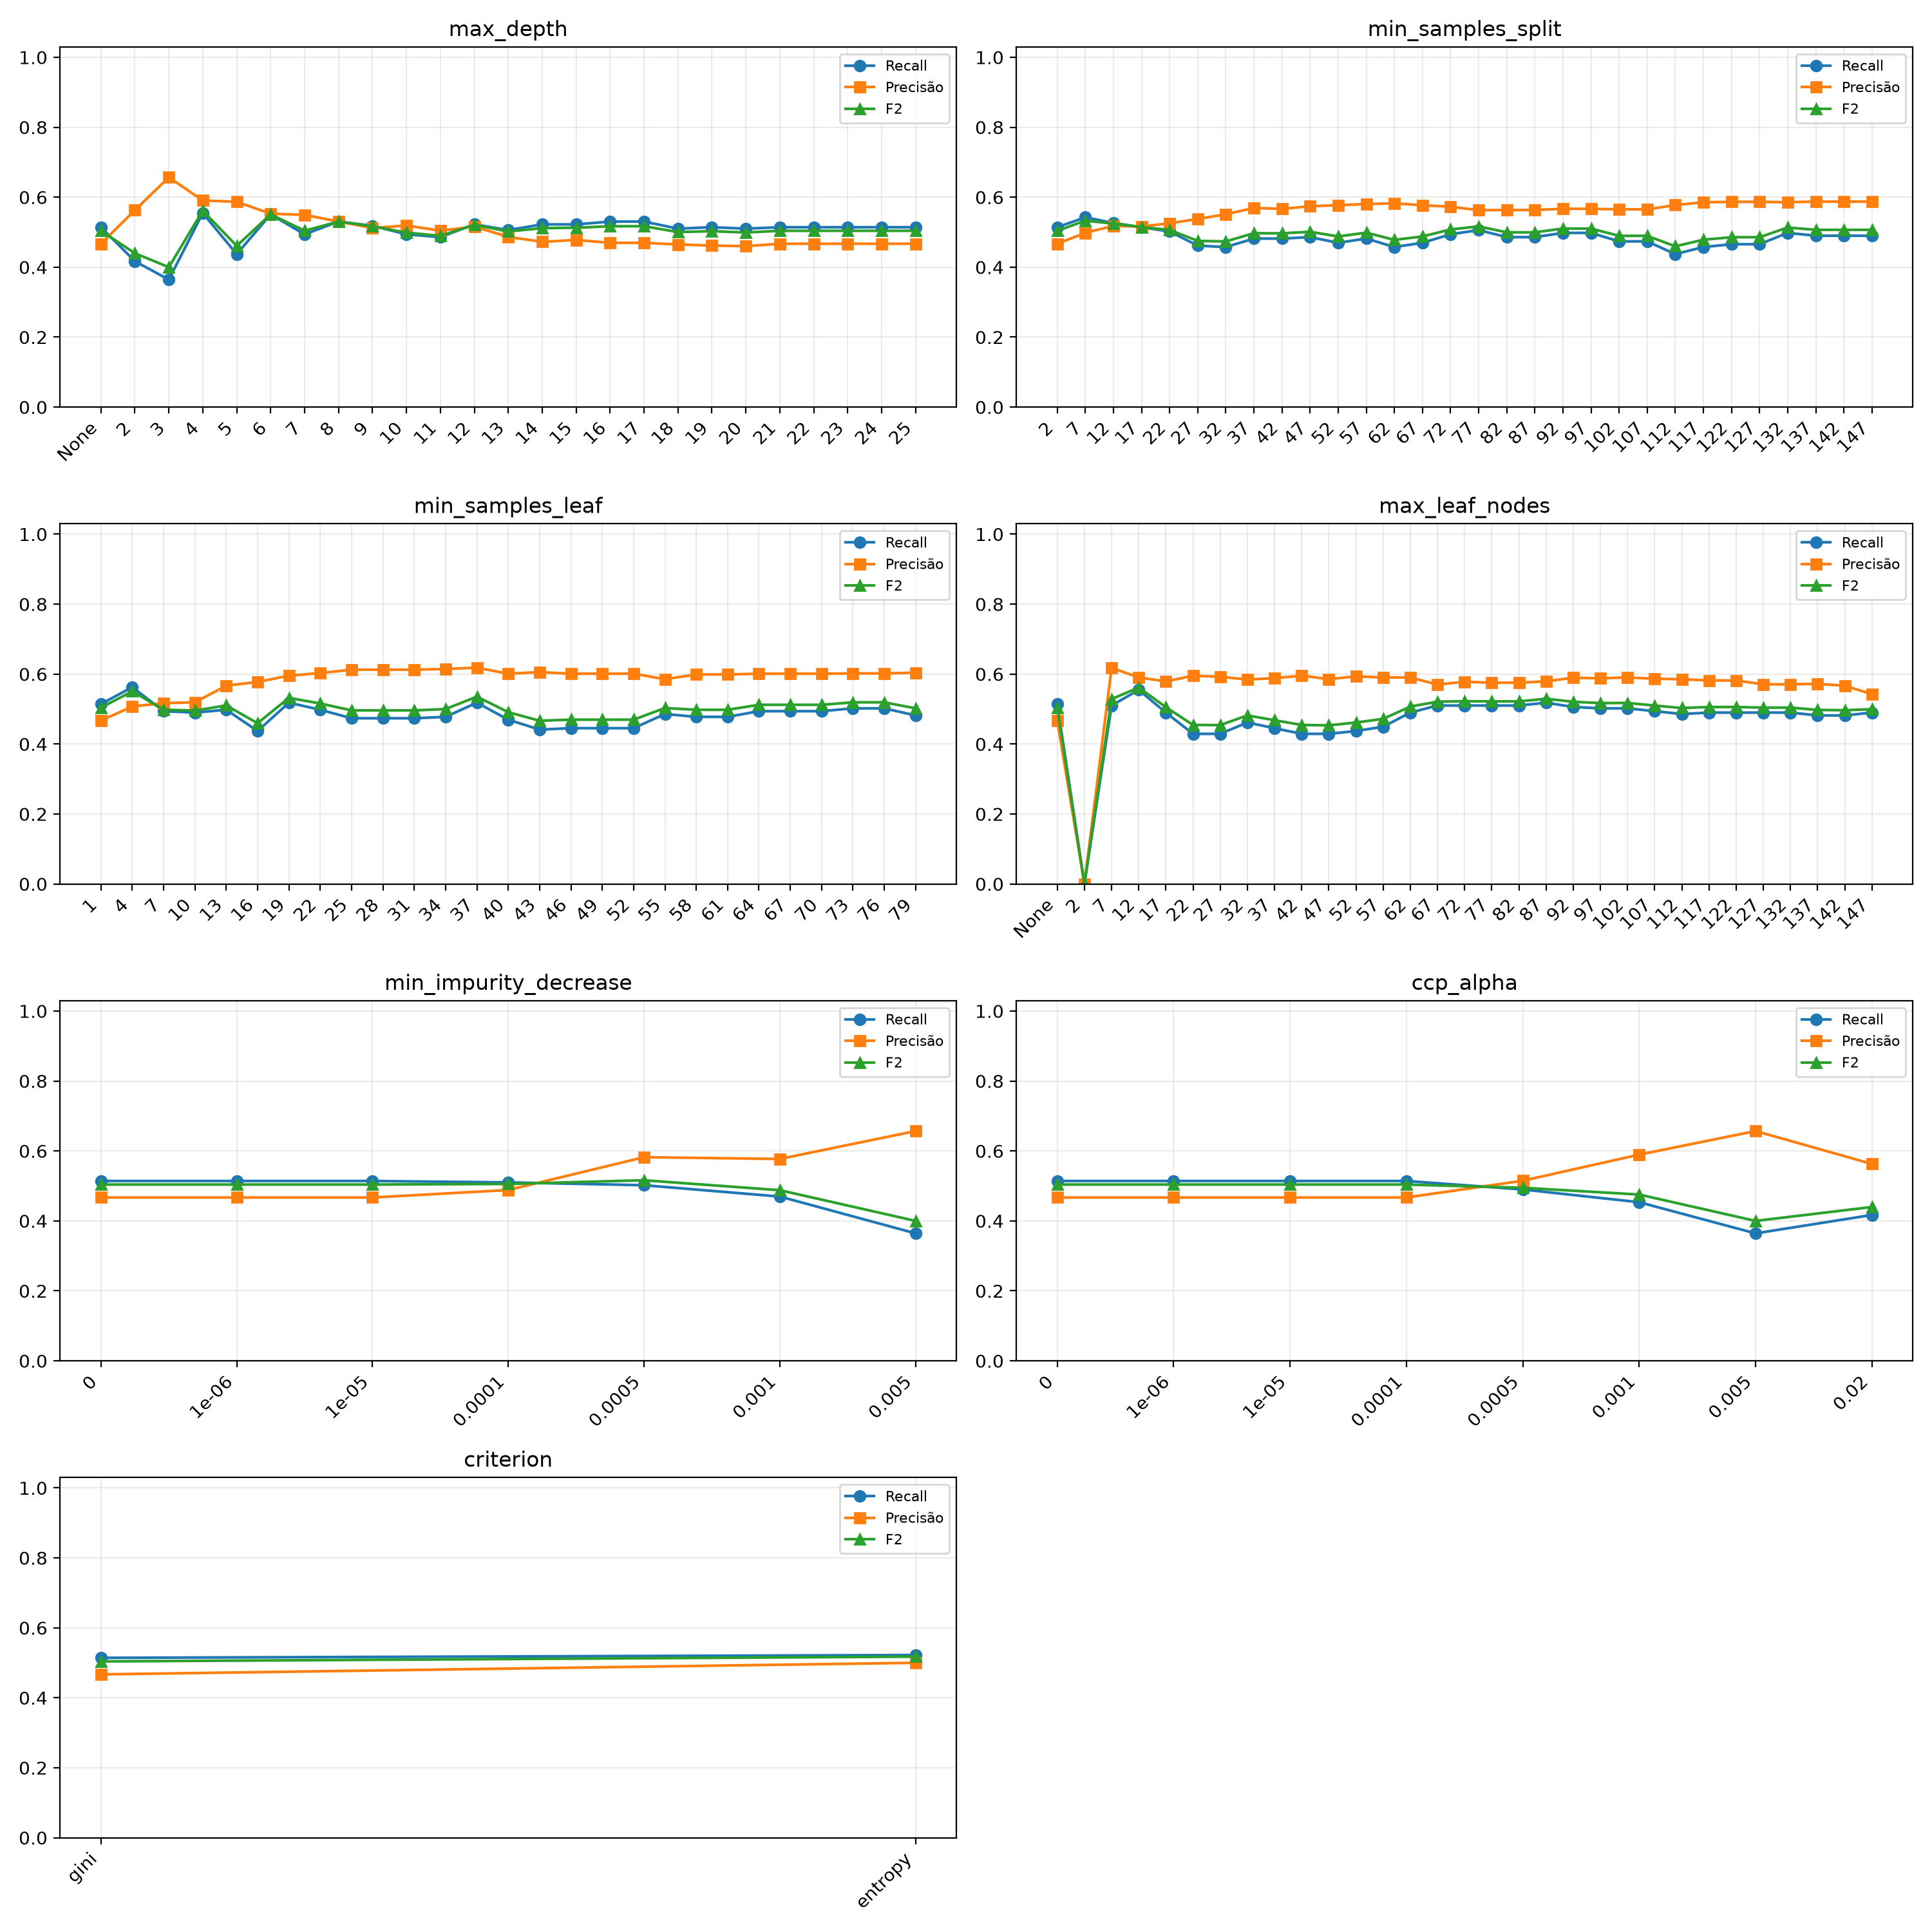 max_depth
1.0
0.8
0.6
0.4
0.2
0.0
Recall
Precisão
F2
None 2 3 4 5 6 7 8 9 10 11 12 13 14 15 16 17 18 19 20 21 22 23 24 25
min_samples_split
1.0
0.8
0.6
0.4
0.2
0.0
Recall
Precisão
F2
2 7 12 17 22 27 32 37 42 47 52 57 62 67 72 77 82 87 92 97 102 107 112 117 122 127 132 137 142 147
min_samples_leaf
1.0
0.8
0.6
0.4
0.2
0.0
Recall
Precisão
F2
1 4 7 10 13 16 19 22 25 28 31 34 37 40 43 46 49 52 55 58 61 64 67 70 73 76 79
max_leaf_nodes
1.0
0.8
0.6
0.4
0.2
0.0
Recall
Precisão
F2
None 2 7 12 17 22 27 32 37 42 47 52 57 62 67 72 77 82 87 92 97 102 107 112 117 122 127 132 137 142 147
min_impurity_decrease
1.0
0.8
0.6
0.4
0.2
0.0
Recall
Precisão
F2
0 1e-06 1e-05 0.0001 0.0005 0.001 0.005
ccp_alpha
1.0
0.8
0.6
0.4
0.2
0.0
Recall
Precisão
F2
0 1e-06 1e-05 0.0001 0.0005 0.001 0.0005 0.02
criterion
1.0
0.8
0.6
0.4
0.2
0.0
Recall
Precisão
F2
gini entropy